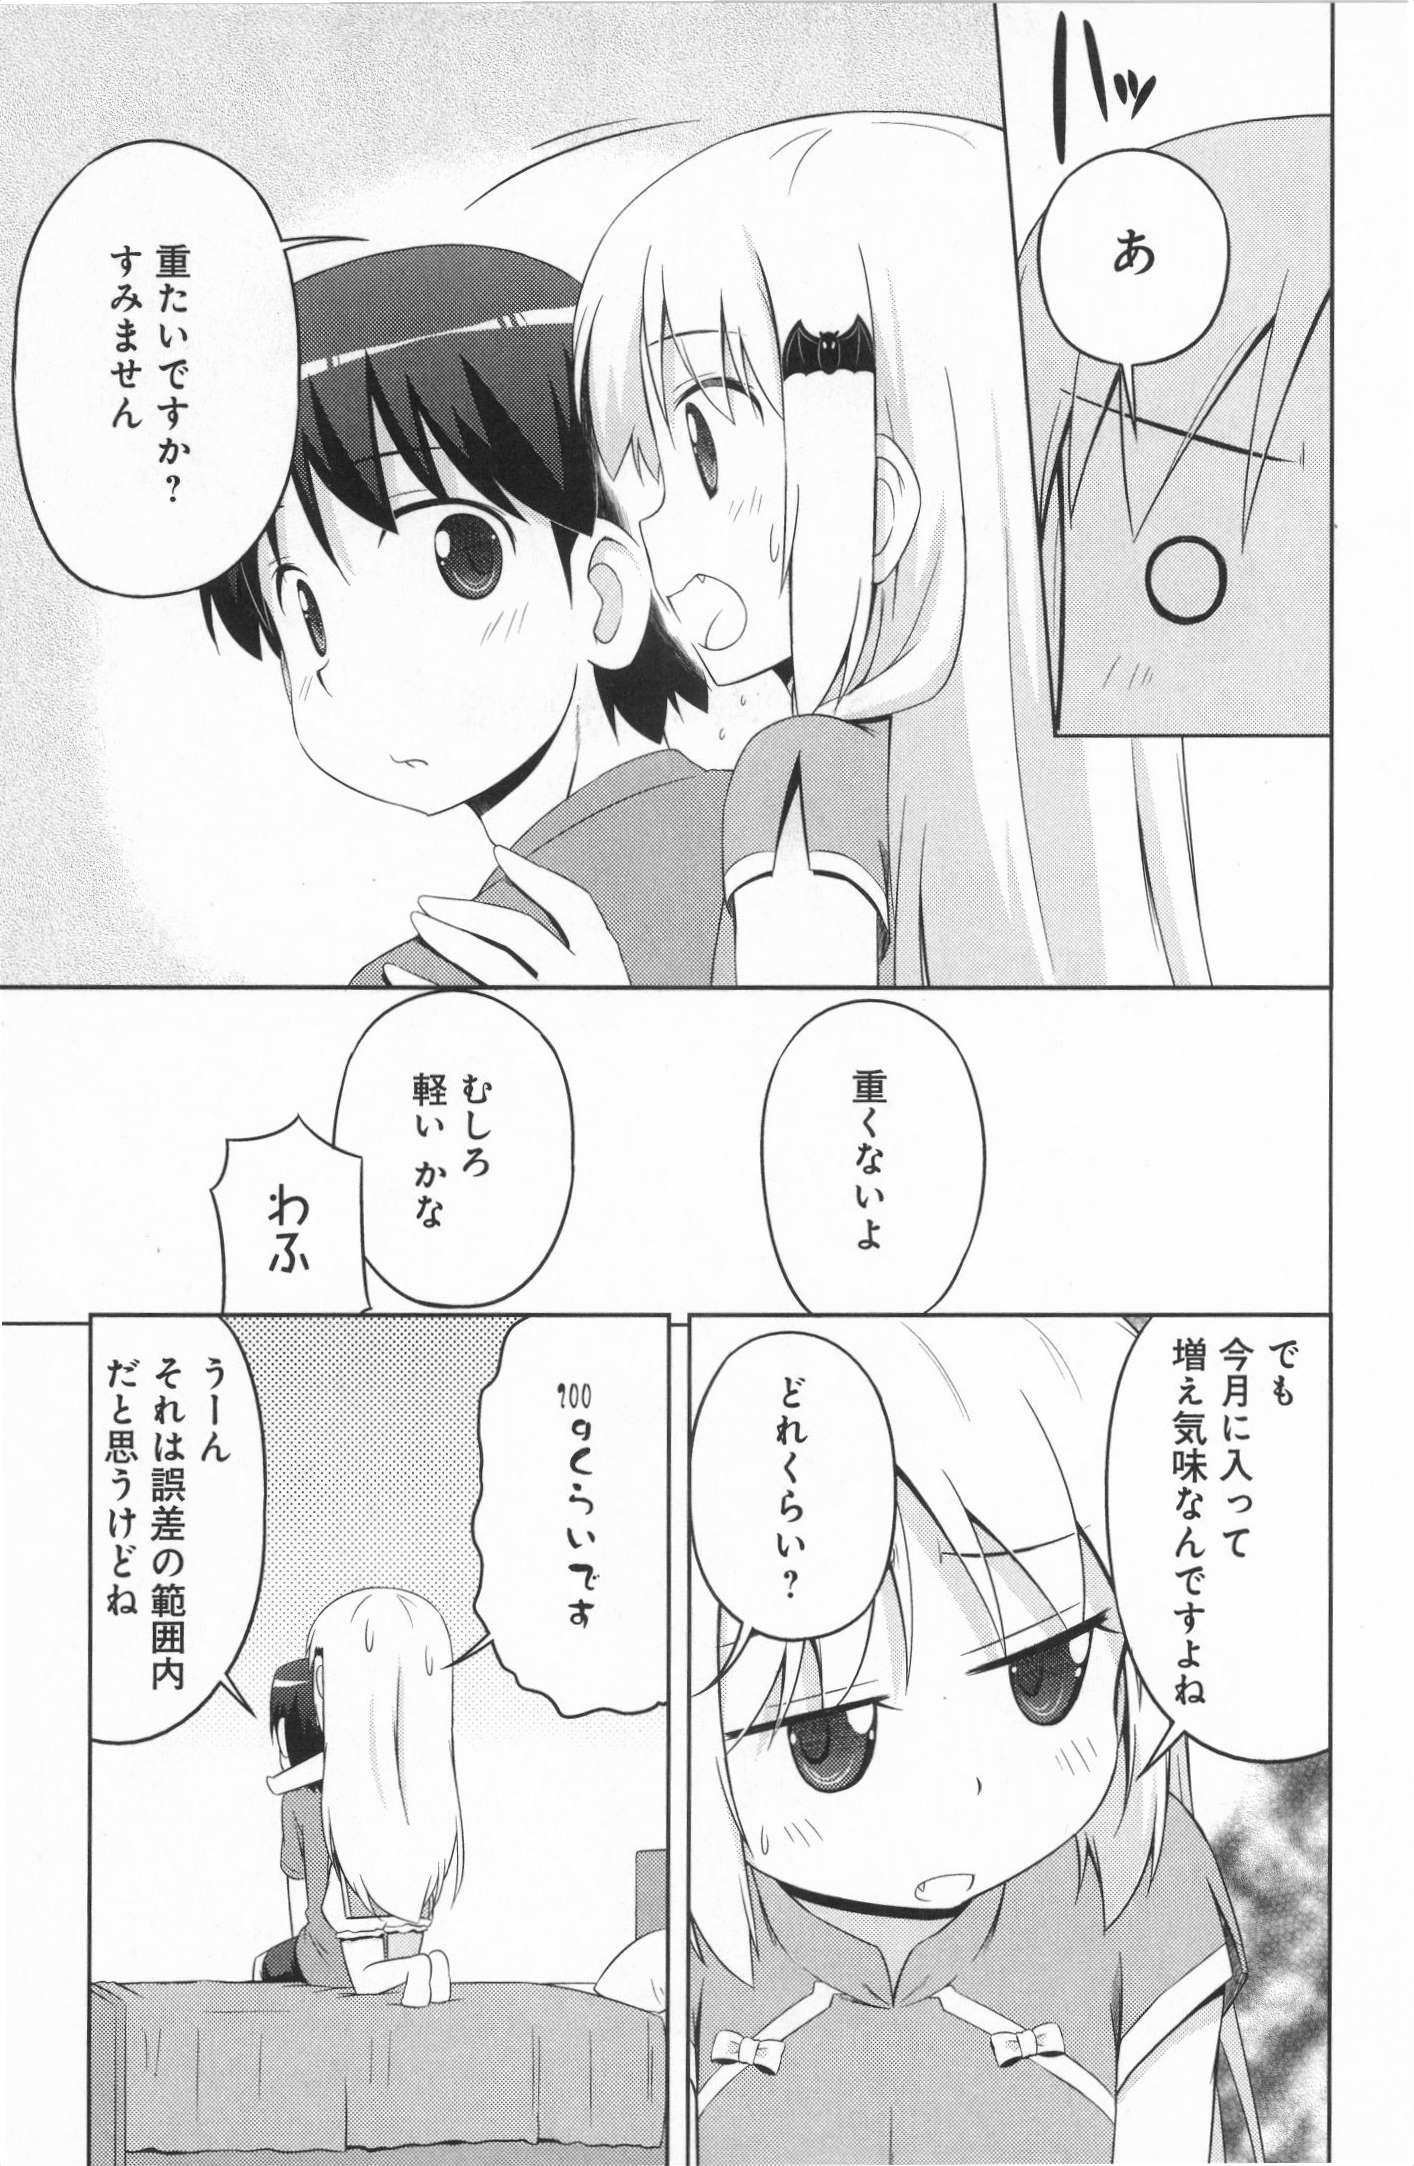 ハッ
あ
重たいですか？
すみません
重くないよ
むしろ
軽いかな
わふ
でも
今月に入って
増え気味なんですよね
どれくらい？
200gくらいです
うーん
それは誤差の範囲内
だと思うけどね